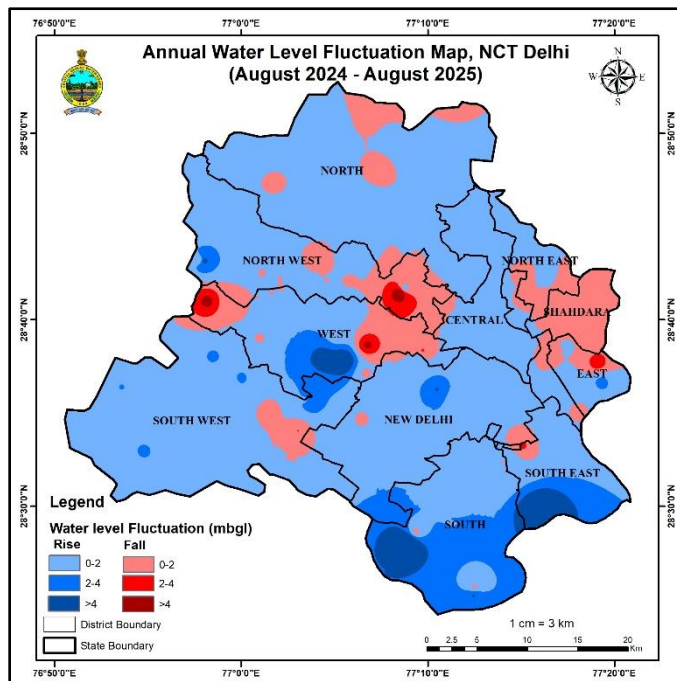 76°50'0"E 77°0'0"E 77°10'0"E 77°20'0"E
Annual Water Level Fluctuation Map, NCT Delhi
(August 2024 - August 2025)
N
W E
S
28°50'0"N 28°50'0"N
NORTH
NORTH WEST
NORTH EAST
SHAHDARA
28°40'0"N 28°40'0"N
WEST
CENTRAL
EAST
SOUTH WEST
NEW DELHI
SOUTH EAST
28°30'0"N 28°30'0"N
SOUTH
Legend
Water level Fluctuation (mbgl)
Rise Fall
0-2 0-2
2-4 2-4
>4 >4
District Boundary
State Boundary
1 cm = 3 km
0 2.5 5 10 15 20
Km
76°50'0"E 77°0'0"E 77°10'0"E 77°20'0"E